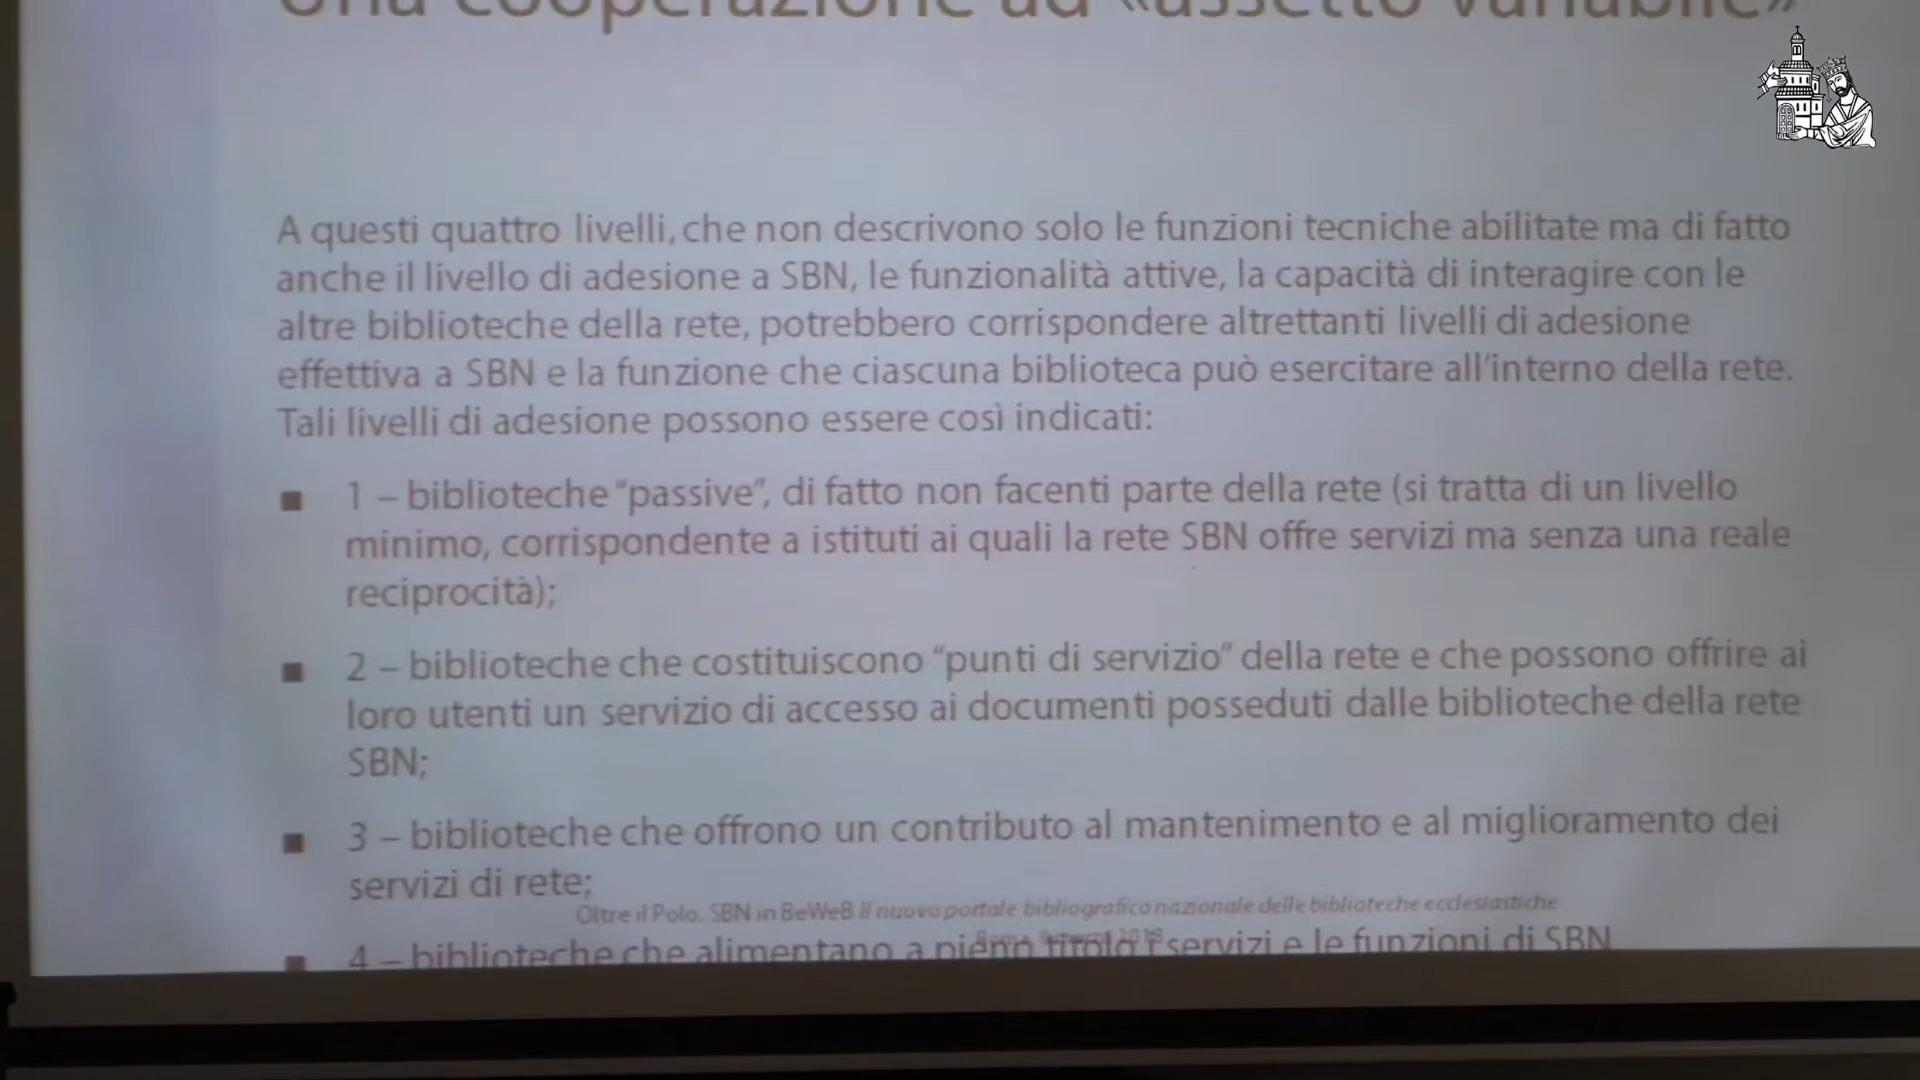 Una cooperazione ad «assetto variabile»
A questi quattro livelli, che non descrivono solo le funzioni tecniche abilitate ma di fatto
anche il livello di adesione a SBN, le funzionalità attive, la capacità di interagire con le
altre biblioteche della rete, potrebbero corrispondere altrettanti livelli di adesione
effettiva a SBN e la funzione che ciascuna biblioteca può esercitare all'interno della rete.
Tali livelli di adesione possono essere così indicati:
■ 1 – biblioteche "passive", di fatto non facenti parte della rete (si tratta di un livello
minimo, corrispondente a istituti ai quali la rete SBN offre servizi ma senza una reale
reciprocità);
■ 2 – biblioteche che costituiscono "punti di servizio" della rete e che possono offrire ai
loro utenti un servizio di accesso ai documenti posseduti dalle biblioteche della rete
SBN;
■ 3 – biblioteche che offrono un contributo al mantenimento e al miglioramento dei
servizi di rete;
Oltre il Polo. SBN in BeWeB Il nuovo portale bibliografico nazionale delle biblioteche ecclesiastiche
■ 4 – biblioteche che alimentano a pieno titolo i servizi e le funzioni di SBN